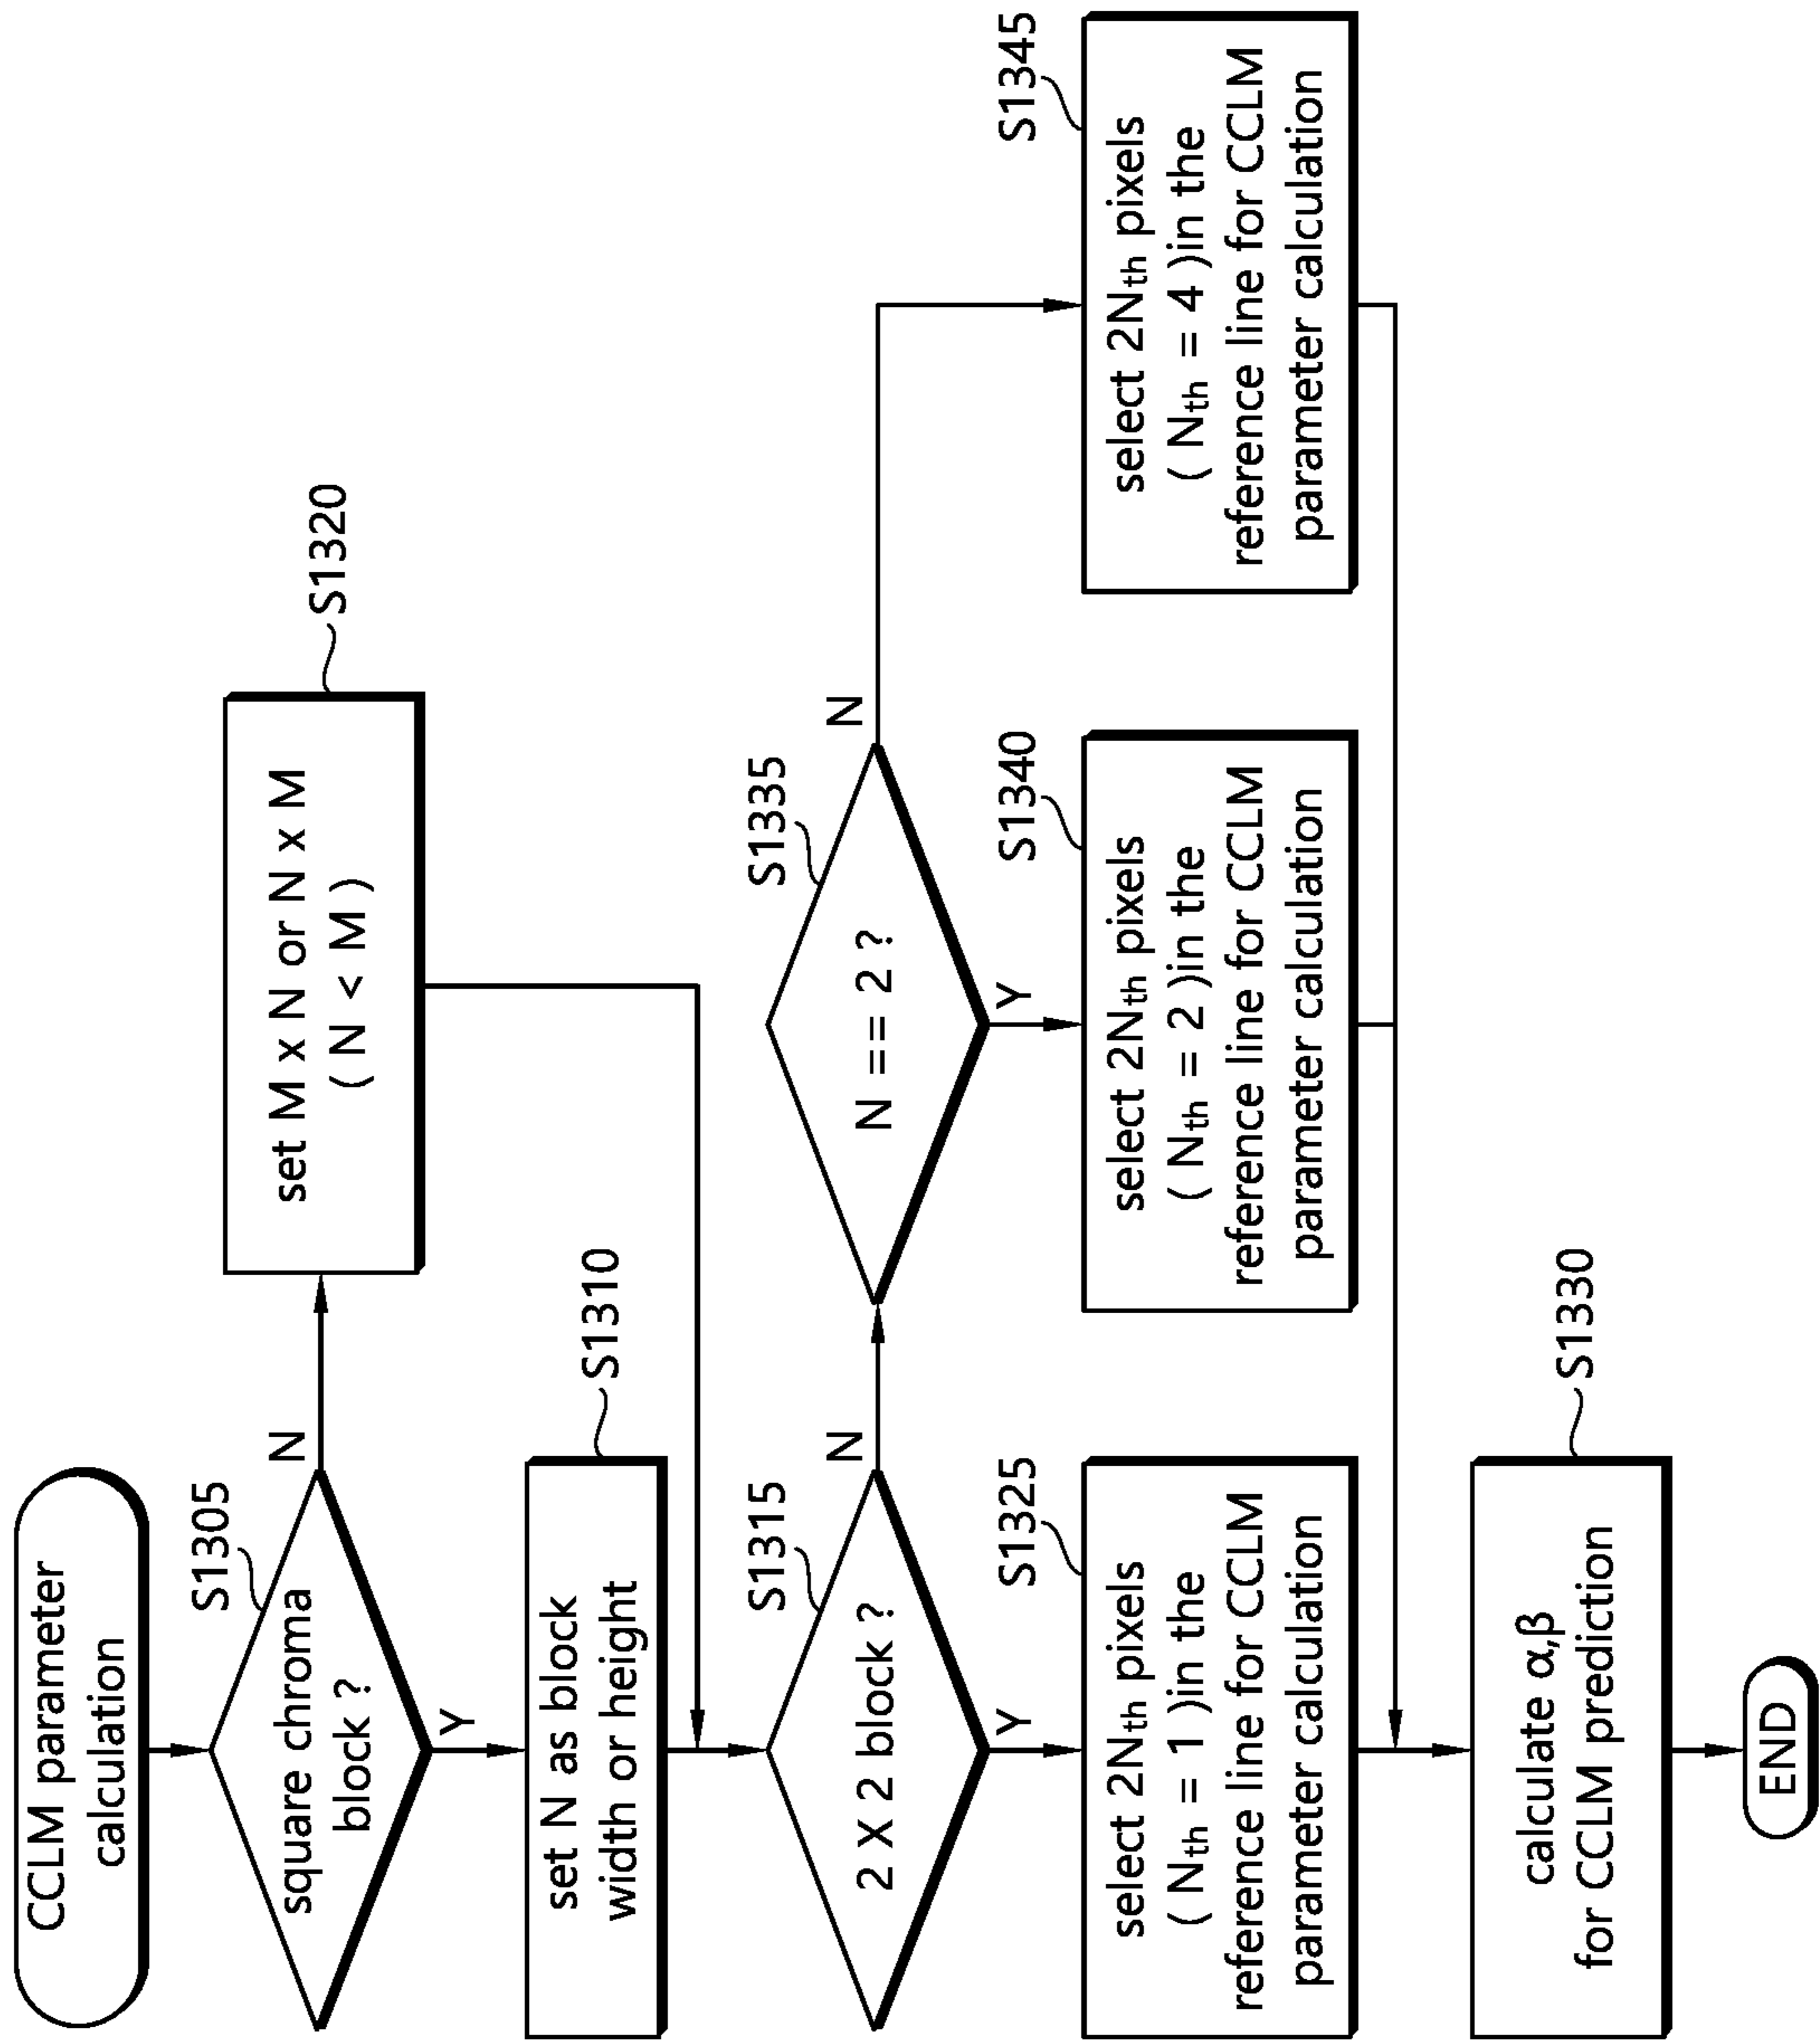 CCLM parameter
calculation
S1305
square chroma
block ?
N
Y
S1320
set M x N or N x M
( N < M )
S1310
set N as block
width or height
S1315
2 X 2 block ?
N
Y
S1335
N == 2 ?
N
Y
S1325
select 2Nth pixels
( Nth = 1 )in the
reference line for CCLM
parameter calculation
S1340
select 2Nth pixels
( Nth = 2 )in the
reference line for CCLM
parameter calculation
S1345
select 2Nth pixels
( Nth = 4 )in the
reference line for CCLM
parameter calculation
S1330
calculate α,β
for CCLM prediction
END